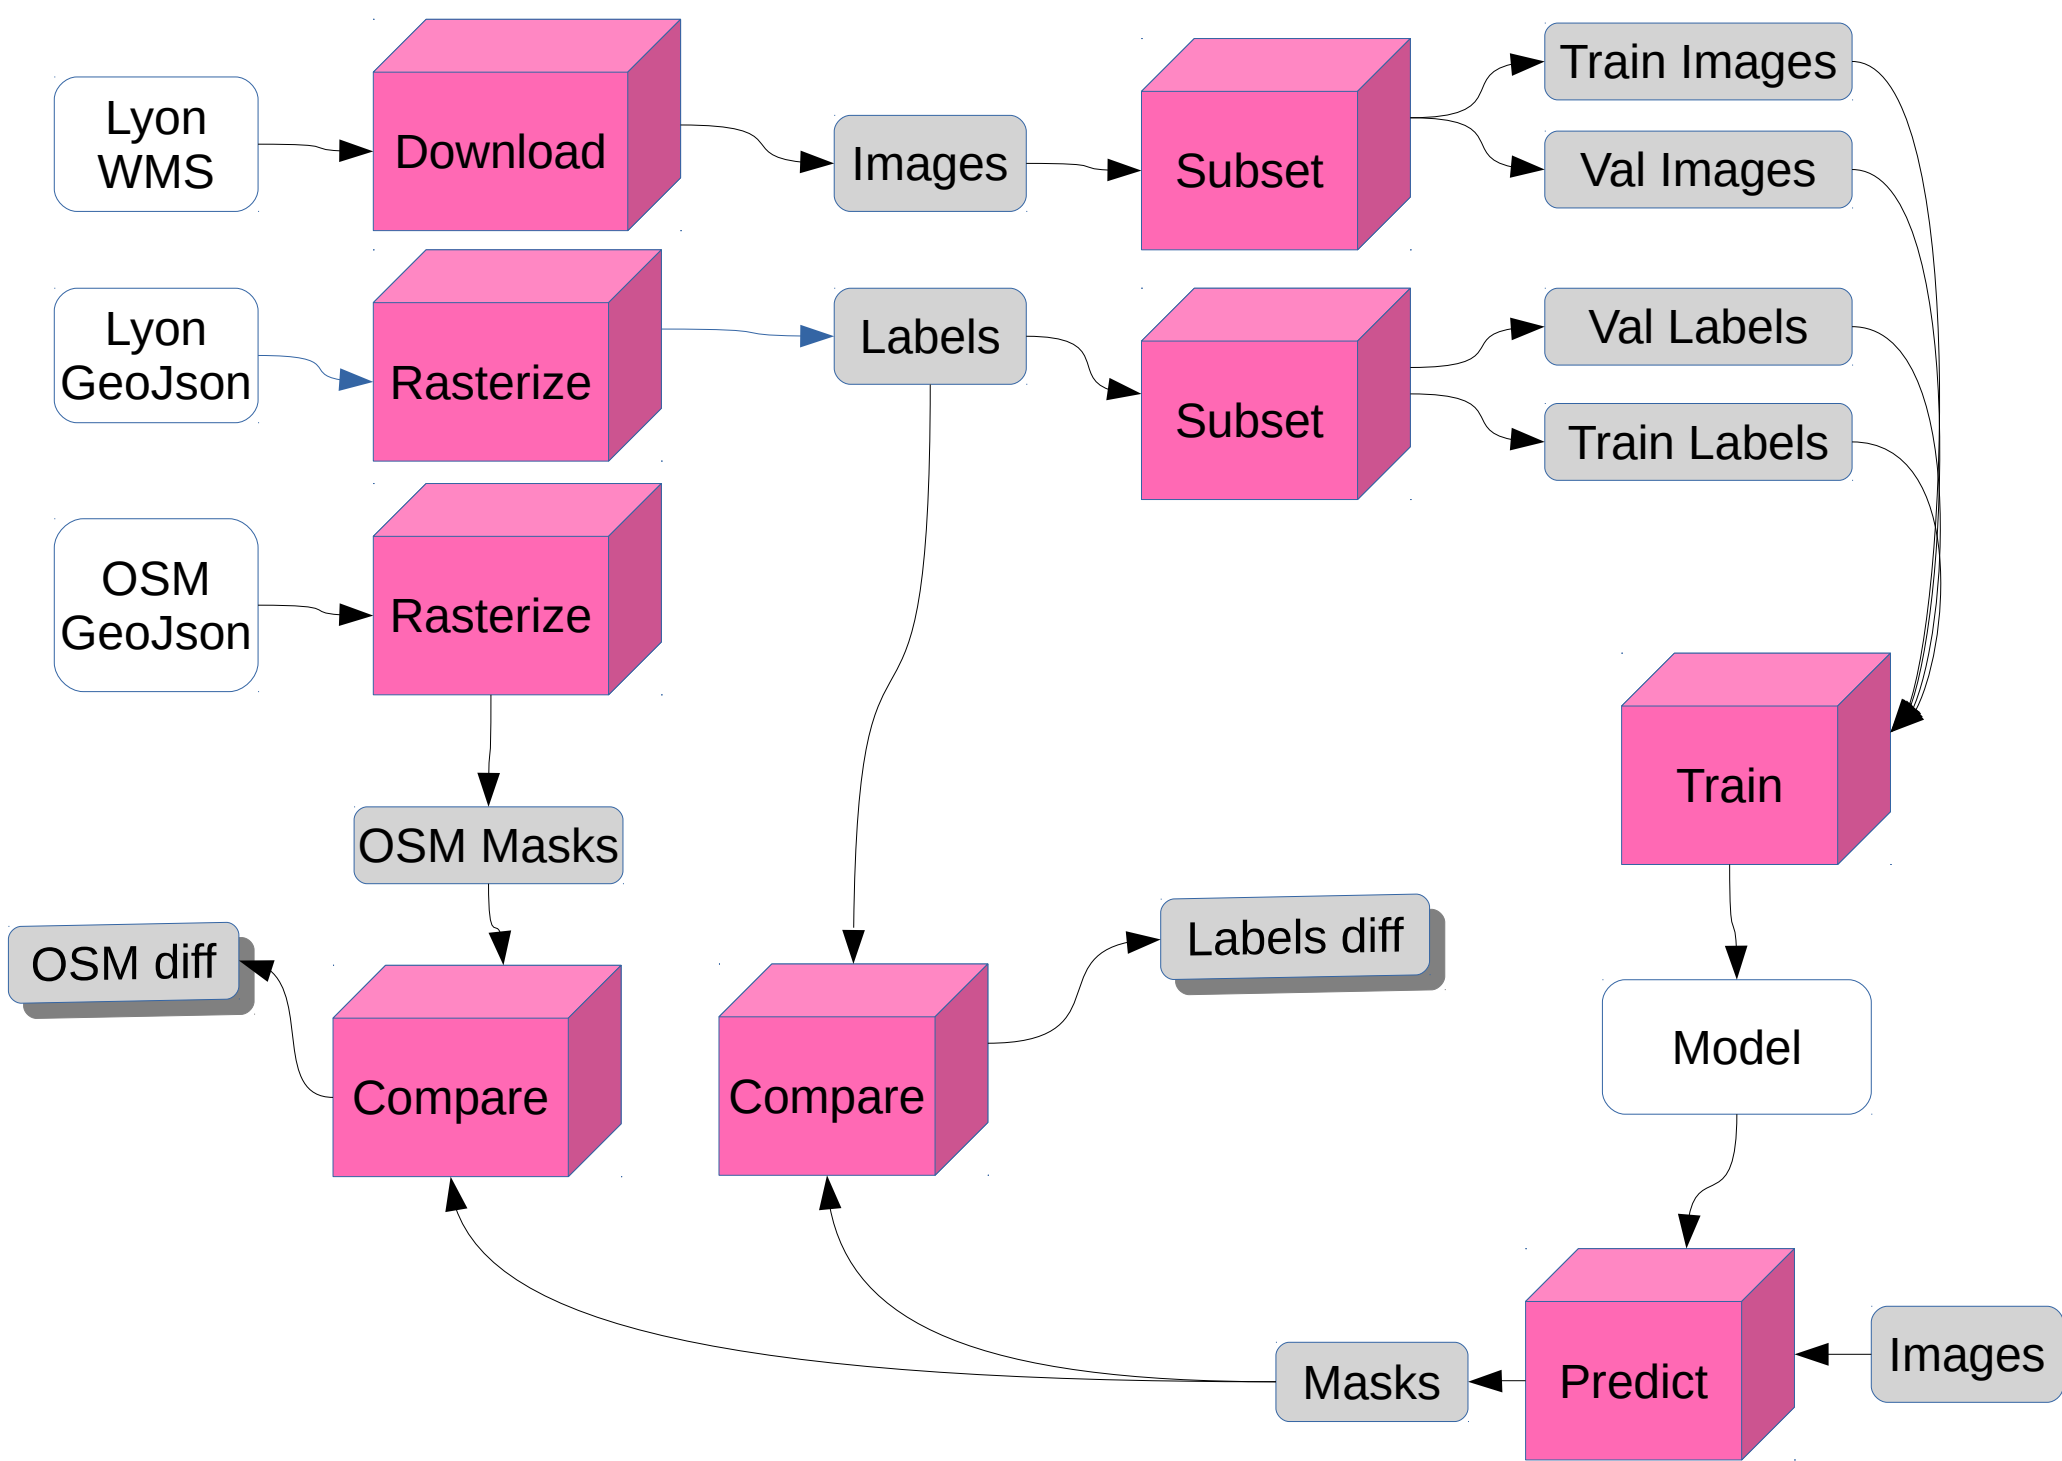 Lyon
WMS
Download
Images
Subset
Train Images
Val Images
Lyon
GeoJson
Rasterize
Labels
Subset
Val Labels
Train Labels
OSM
GeoJson
Rasterize
Train
OSM Masks
OSM diff
Labels diff
Compare
Compare
Model
Masks
Predict
Images